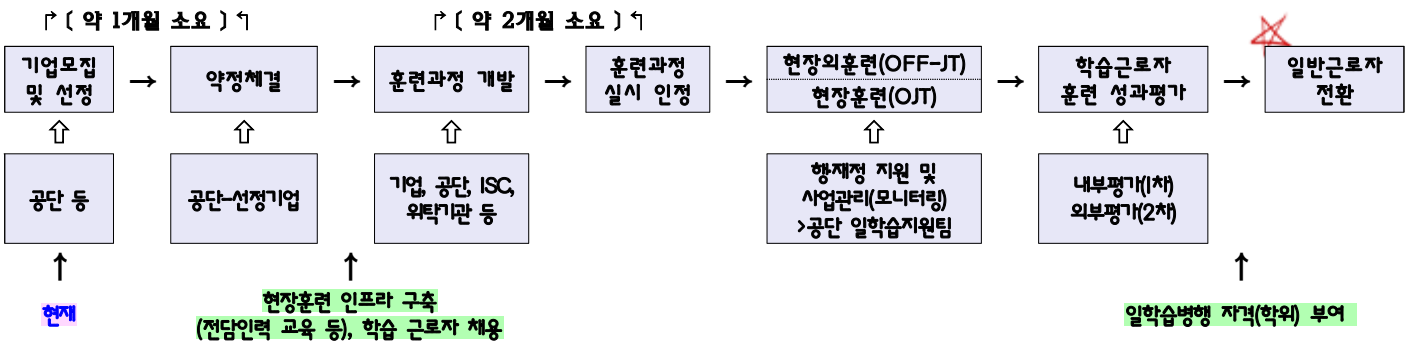 ┌→〔 약 1개월 소요 〕←┐
┌→〔 약 2개월 소요 〕←┐
기업모집
및 선정
→
약정체결
→
훈련과정 개발
→
훈련과정
실시 인정
→
현장외훈련(OFF-JT)
현장훈련(OJT)
→
학습근로자
훈련 성과평가
→
일반근로자
전환
공단 등
공단-선정기업
기업, 공단, ISC,
위탁기관 등
행·재정 지원 및
사업관리(모니터링)
>공단 일학습지원팀
내부평가(1차)
외부평가(2차)
현재
현장훈련 인프라 구축
(전담인력 교육 등), 학습 근로자 채용
일학습병행 자격(학위) 부여